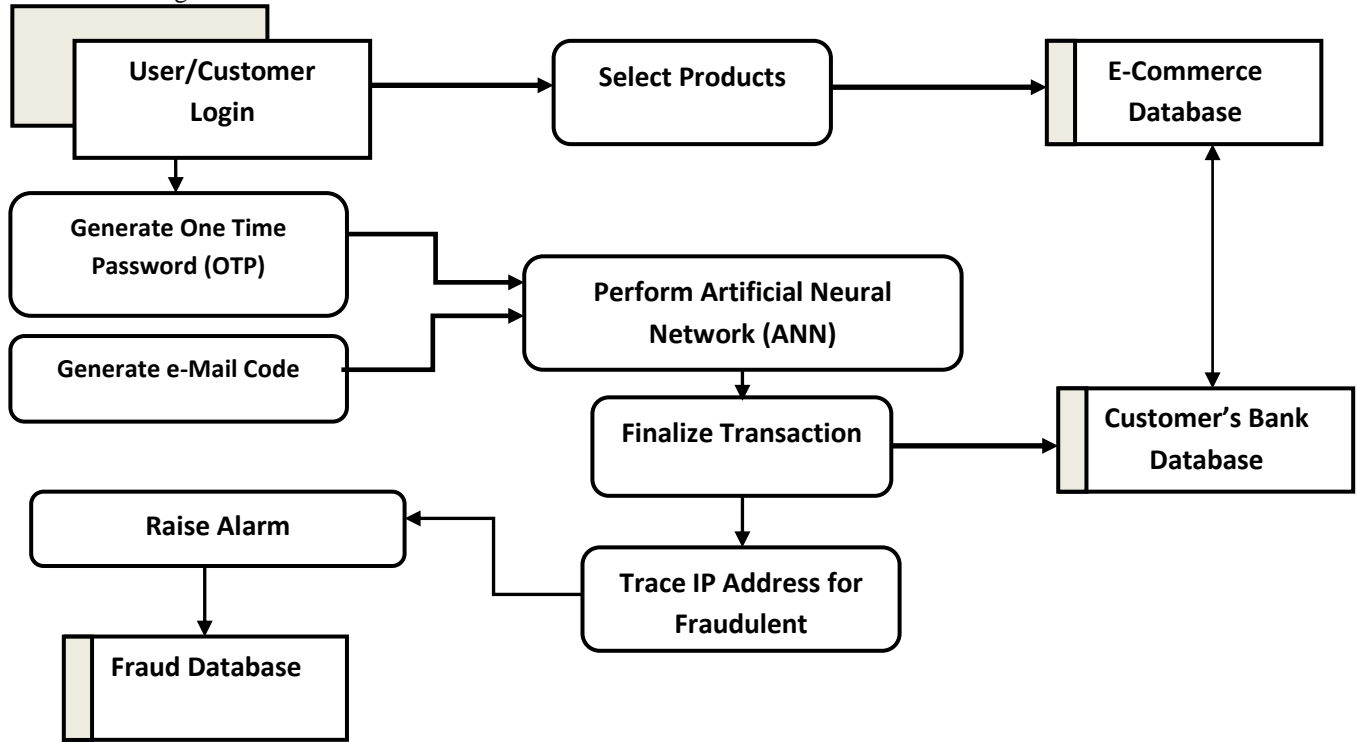 User/Customer
Login
Select Products
E-Commerce
Database
Generate One Time
Password (OTP)
Perform Artificial Neural
Network (ANN)
Generate e-Mail Code
Finalize Transaction
Customer’s Bank
Database
Raise Alarm
Trace IP Address for
Fraudulent
Fraud Database